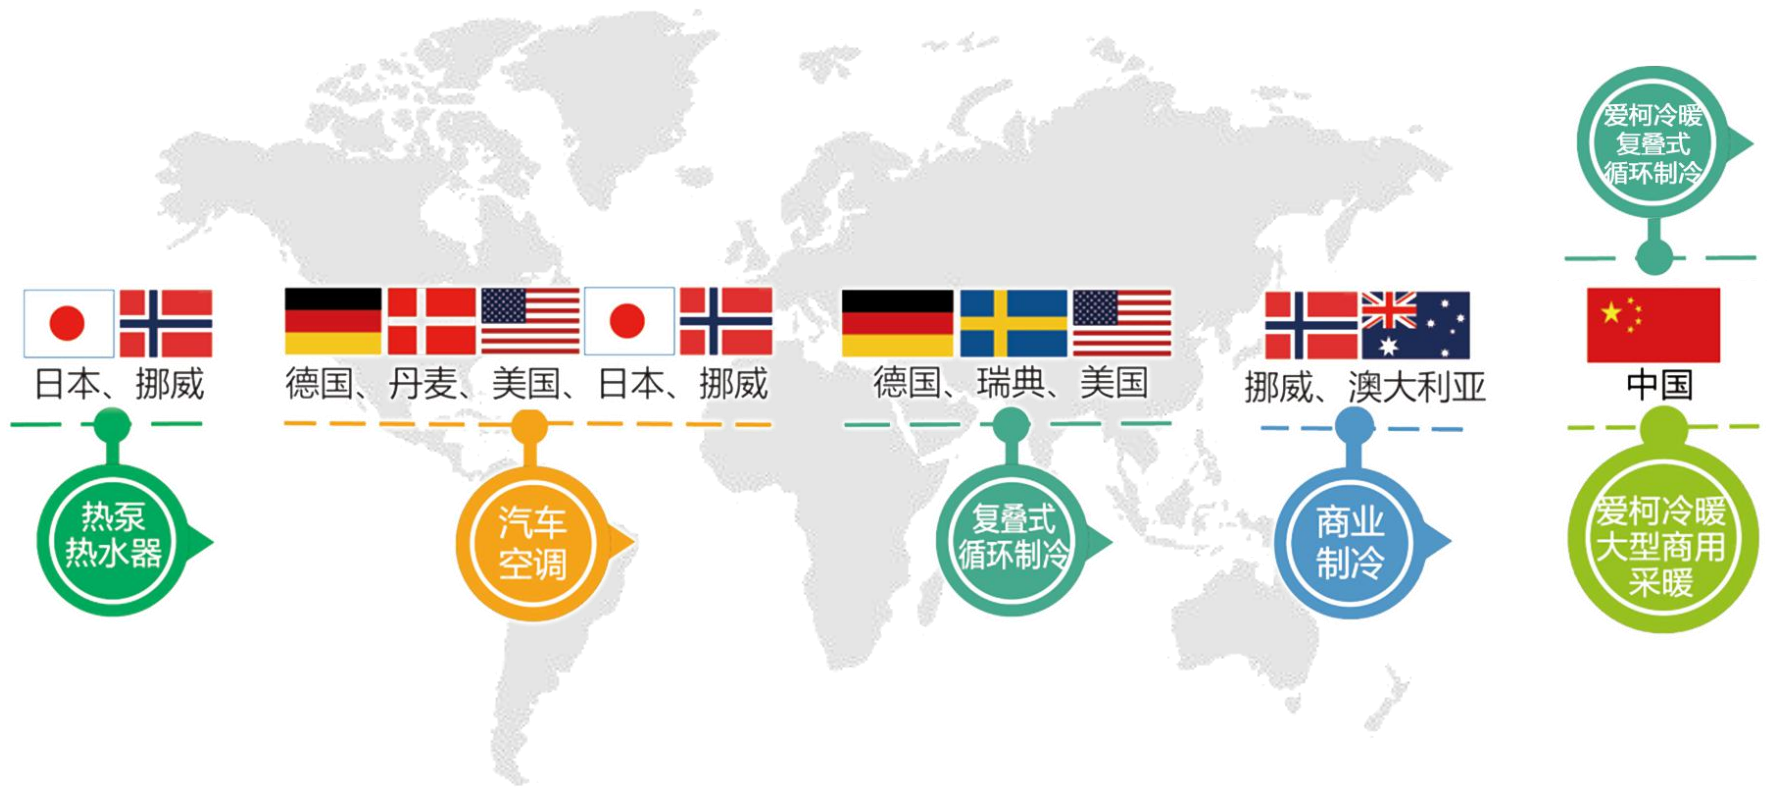 爱柯冷暖
复叠式
循环制冷
日本、挪威
德国、丹麦、美国、日本、挪威
德国、瑞典、美国
挪威、澳大利亚
中国
热泵
热水器
汽车
空调
复叠式
循环制冷
商业
制冷
爱柯冷暖
大型商用
采暖